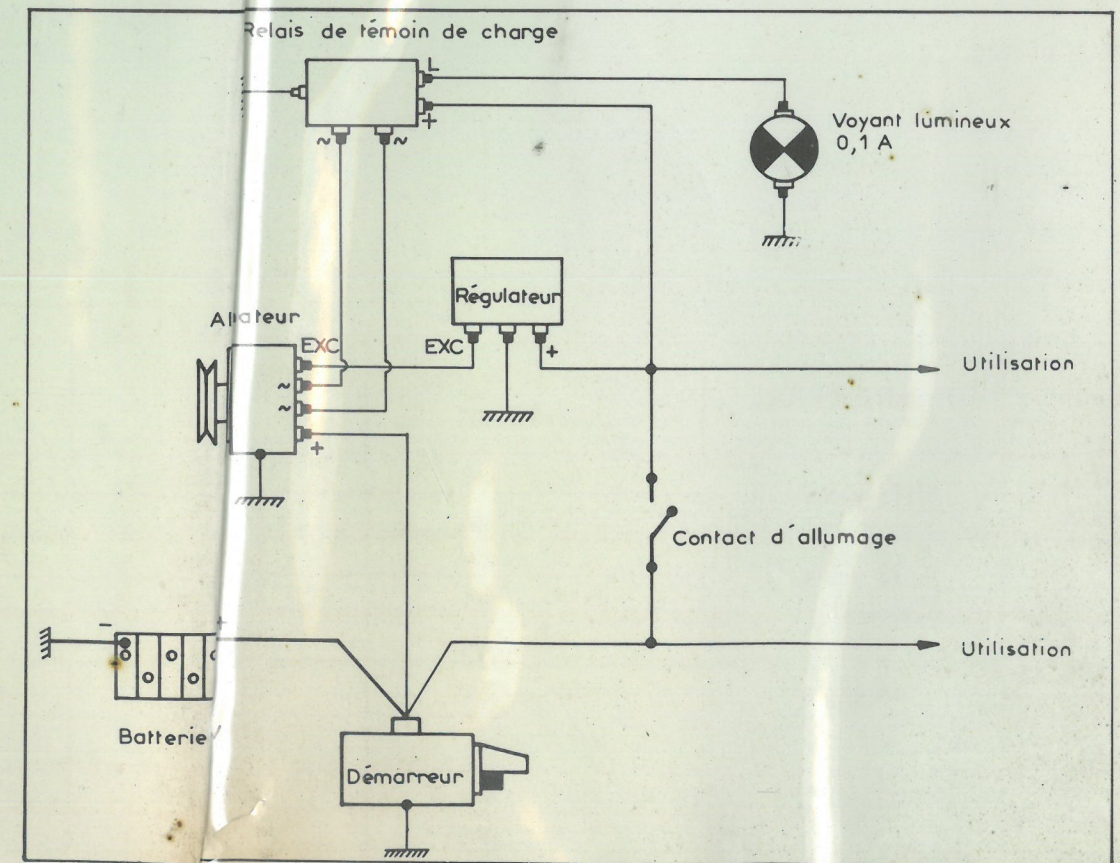 Relais de témoin de charge
L
+
~ ~
Voyant lumineux
0,1 A
Régulateur
EXC
EXC
+
~
~
+
Utilisation
Contact d'allumage
- +
Utilisation
Batterie
Démarreur